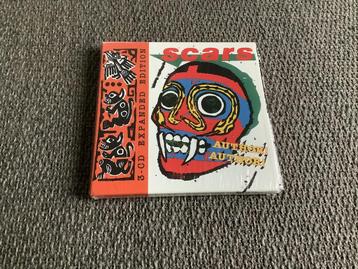 scars
3-CD EXPANDED EDITION
AUTHOR!
AUTHOR!